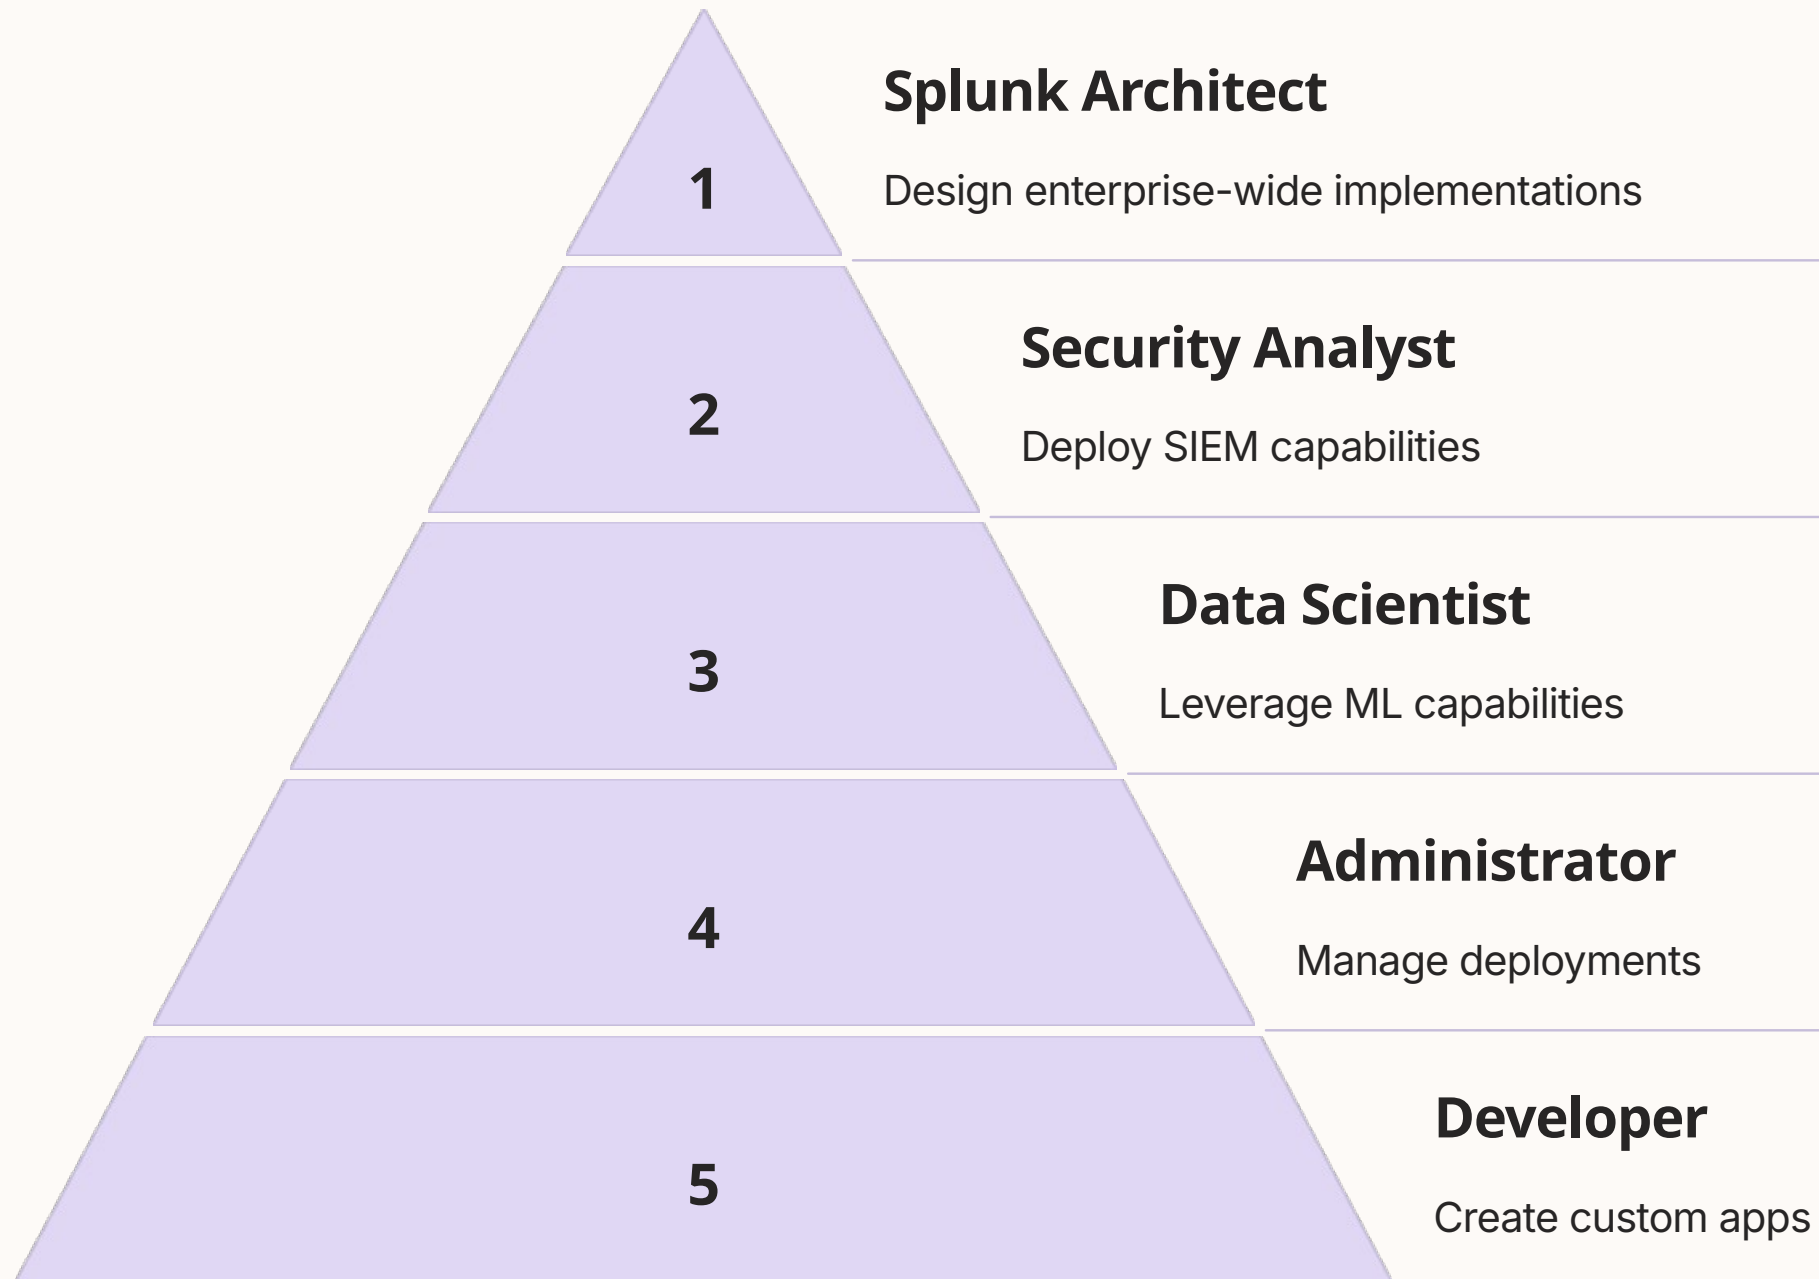 1
Splunk Architect
Design enterprise-wide implementations
2
Security Analyst
Deploy SIEM capabilities
3
Data Scientist
Leverage ML capabilities
4
Administrator
Manage deployments
5
Developer
Create custom apps